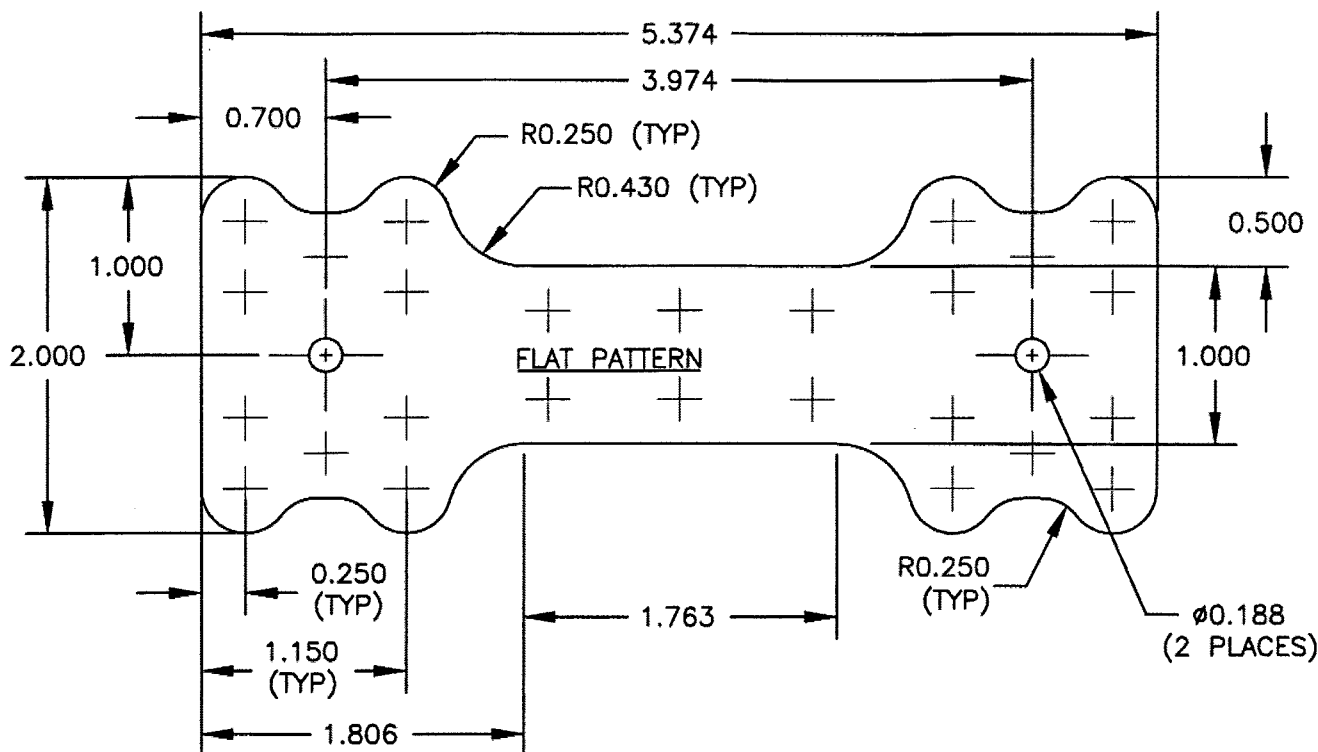 5.374
3.974
0.700
R0.250 (TYP)
R0.430 (TYP)
0.500
1.000
2.000
FLAT PATTERN
1.000
0.250
(TYP)
R0.250
(TYP)
1.763
ø0.188
(2 PLACES)
1.150
(TYP)
1.806